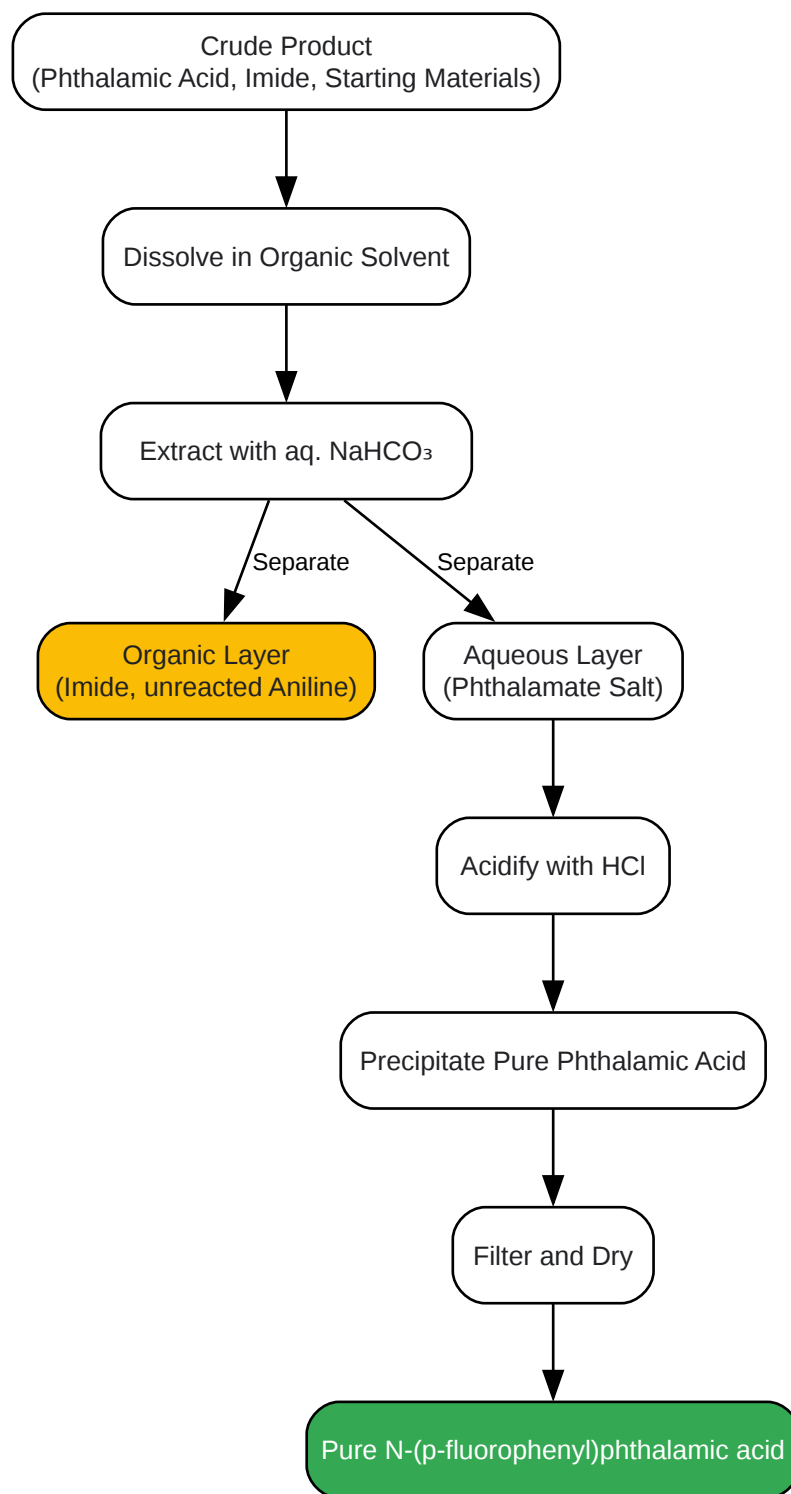 Crude Product
(Phthalamic Acid, Imide, Starting Materials)
Dissolve in Organic Solvent
Extract with aq. NaHCO₃
Separate
Separate
Organic Layer
(Imide, unreacted Aniline)
Aqueous Layer
(Phthalamate Salt)
Acidify with HCl
Precipitate Pure Phthalamic Acid
Filter and Dry
Pure N-(p-fluorophenyl)phthalamic acid